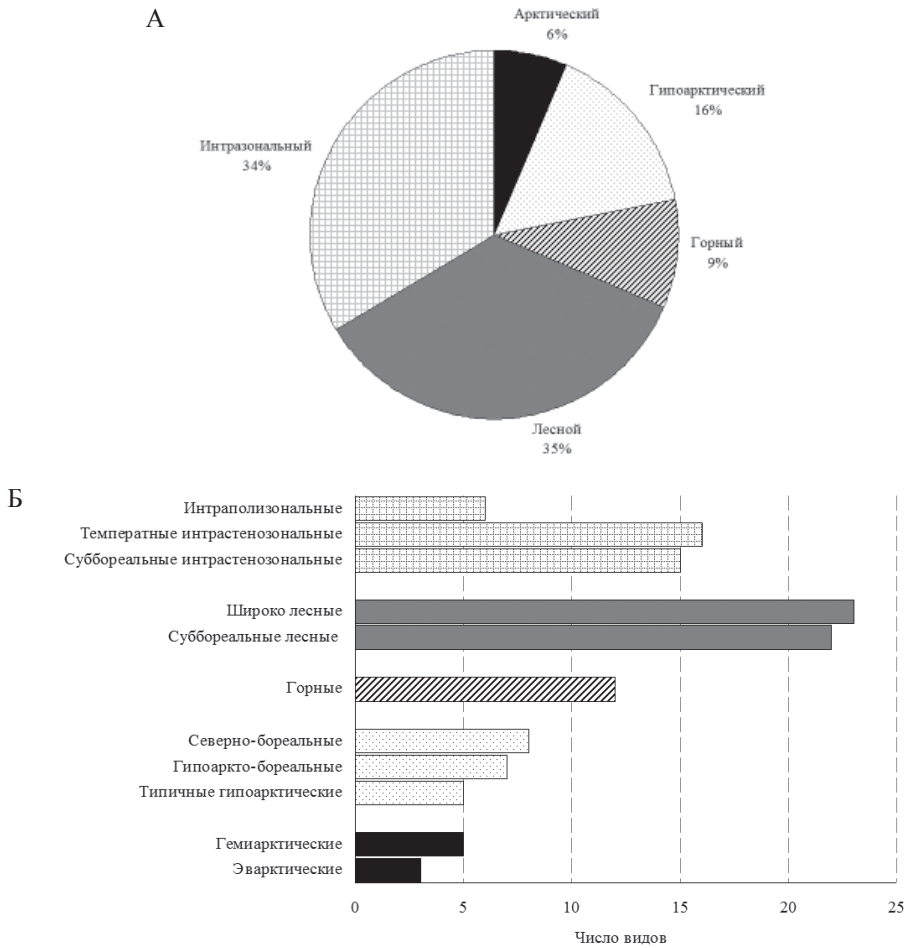 А
Арктический
6%
Гипоарктический
16%
Интразональный
34%
Горный
9%
Лесной
35%
Б
Интраполизональные
Температные интрастенозональные
Суббореальные интрастенозональные
Широко лесные
Суббореальные лесные
Горные
Северно-бореальные
Гипоаркто-бореальные
Типичные гипоарктические
Гемиарктические
Эварктические
0 5 10 15 20 25
Число видов